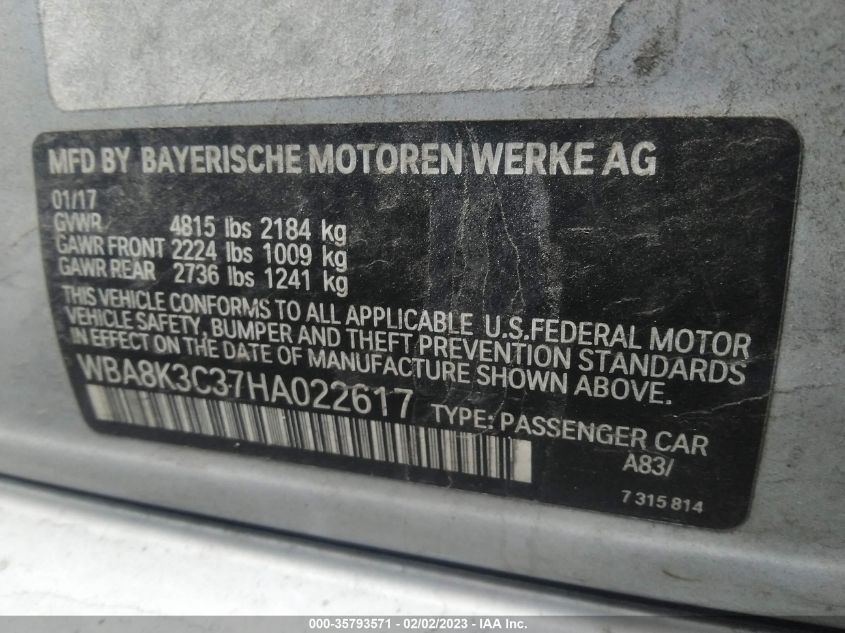 MFD BY BAYERISCHE MOTOREN WERKE AG
01/17
GVWR 4815 lbs 2184 kg
GAWR FRONT 2224 lbs 1009 kg
GAWR REAR 2736 lbs 1241 kg
THIS VEHICLE CONFORMS TO ALL APPLICABLE U.S.FEDERAL MOTOR
VEHICLE SAFETY, BUMPER AND THEFT PREVENTION STANDARDS
IN EFFECT ON THE DATE OF MANUFACTURE SHOWN ABOVE.
WBA8K3C37HA022617
TYPE: PASSENGER CAR
A83/
7 315 814
000-35793571 - 02/02/2023 - IAA Inc.